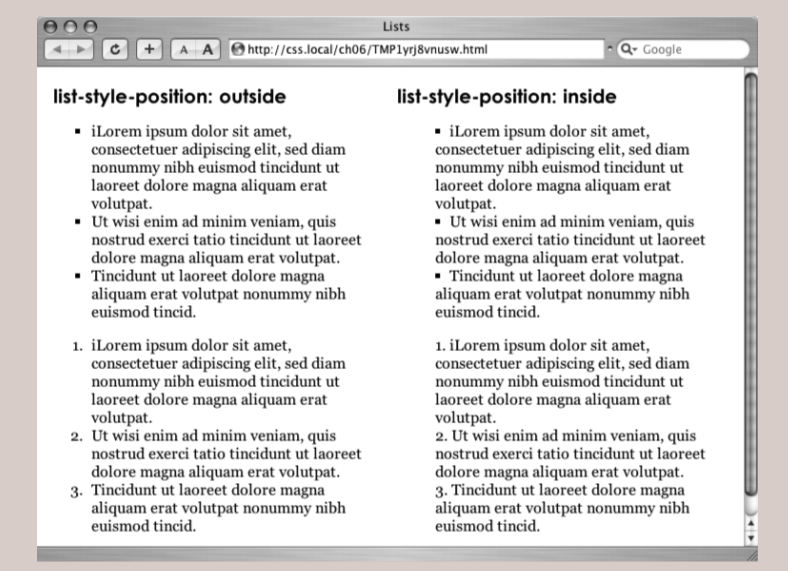 Lists
A A http://css.local/ch06/TMP1yrj8vnusw.html Google
list-style-position: outside
▪ iLorem ipsum dolor sit amet,
consectetuer adipiscing elit, sed diam
nonummy nibh euismod tincidunt ut
laoreet dolore magna aliquam erat
volutpat.
▪ Ut wisi enim ad minim veniam, quis
nostrud exerci tatio tincidunt ut laoreet
dolore magna aliquam erat volutpat.
▪ Tincidunt ut laoreet dolore magna
aliquam erat volutpat nonummy nibh
euismod tincid.
1. iLorem ipsum dolor sit amet,
consectetuer adipiscing elit, sed diam
nonummy nibh euismod tincidunt ut
laoreet dolore magna aliquam erat
volutpat.
2. Ut wisi enim ad minim veniam, quis
nostrud exerci tatio tincidunt ut laoreet
dolore magna aliquam erat volutpat.
3. Tincidunt ut laoreet dolore magna
aliquam erat volutpat nonummy nibh
euismod tincid.
list-style-position: inside
▪ iLorem ipsum dolor sit amet,
consectetuer adipiscing elit, sed diam
nonummy nibh euismod tincidunt ut
laoreet dolore magna aliquam erat
volutpat.
▪ Ut wisi enim ad minim veniam, quis
nostrud exerci tatio tincidunt ut laoreet
dolore magna aliquam erat volutpat.
▪ Tincidunt ut laoreet dolore magna
aliquam erat volutpat nonummy nibh
euismod tincid.
1. iLorem ipsum dolor sit amet,
consectetuer adipiscing elit, sed diam
nonummy nibh euismod tincidunt ut
laoreet dolore magna aliquam erat
volutpat.
2. Ut wisi enim ad minim veniam, quis
nostrud exerci tatio tincidunt ut laoreet
dolore magna aliquam erat volutpat.
3. Tincidunt ut laoreet dolore magna
aliquam erat volutpat nonummy nibh
euismod tincid.